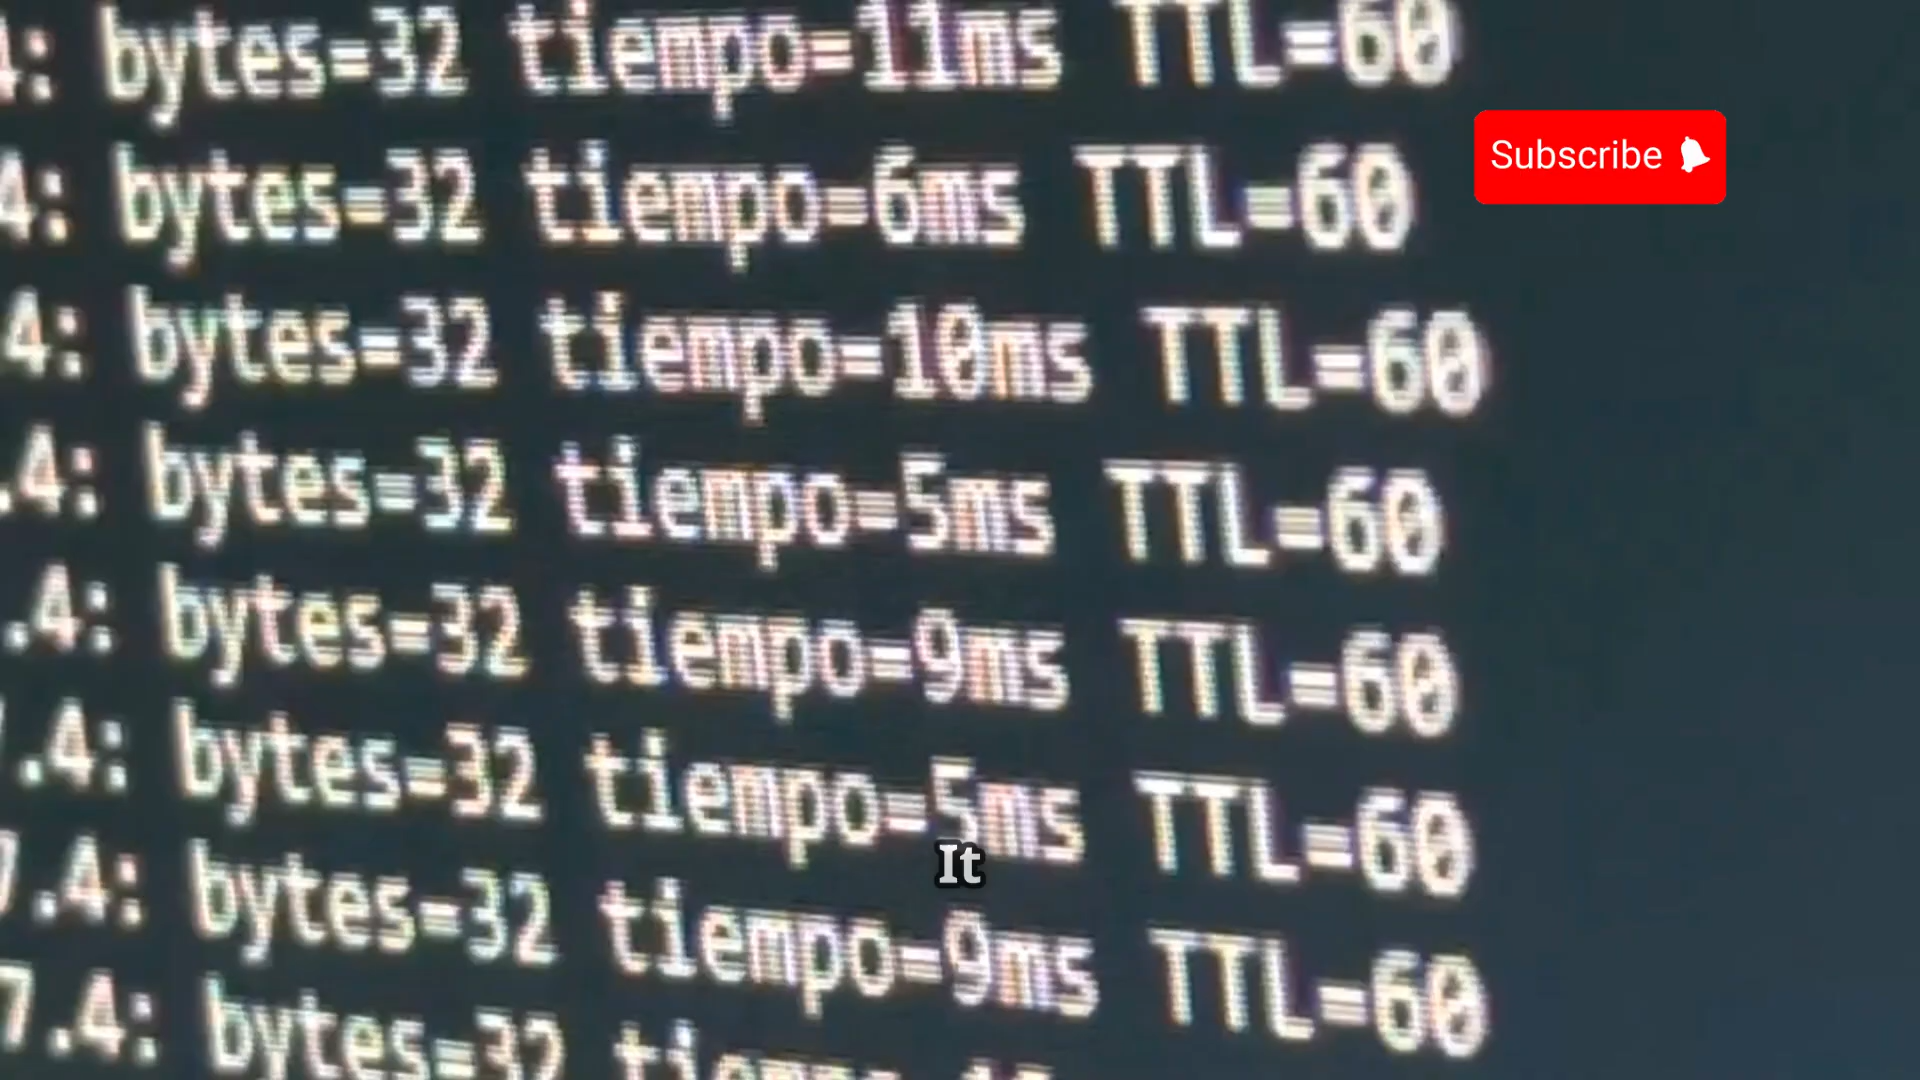 4: bytes=32 tiempo=11ms TTL=60
4: bytes=32 tiempo=6ms TTL=60
Subscribe
4: bytes=32 tiempo=10ms TTL=60
.4: bytes=32 tiempo=5ms TTL=60
.4: bytes=32 tiempo=9ms TTL=60
.4: bytes=32 tiempo=5ms TTL=60
It
7.4: bytes=32 tiempo=9ms TTL=60
7.4: bytes=32